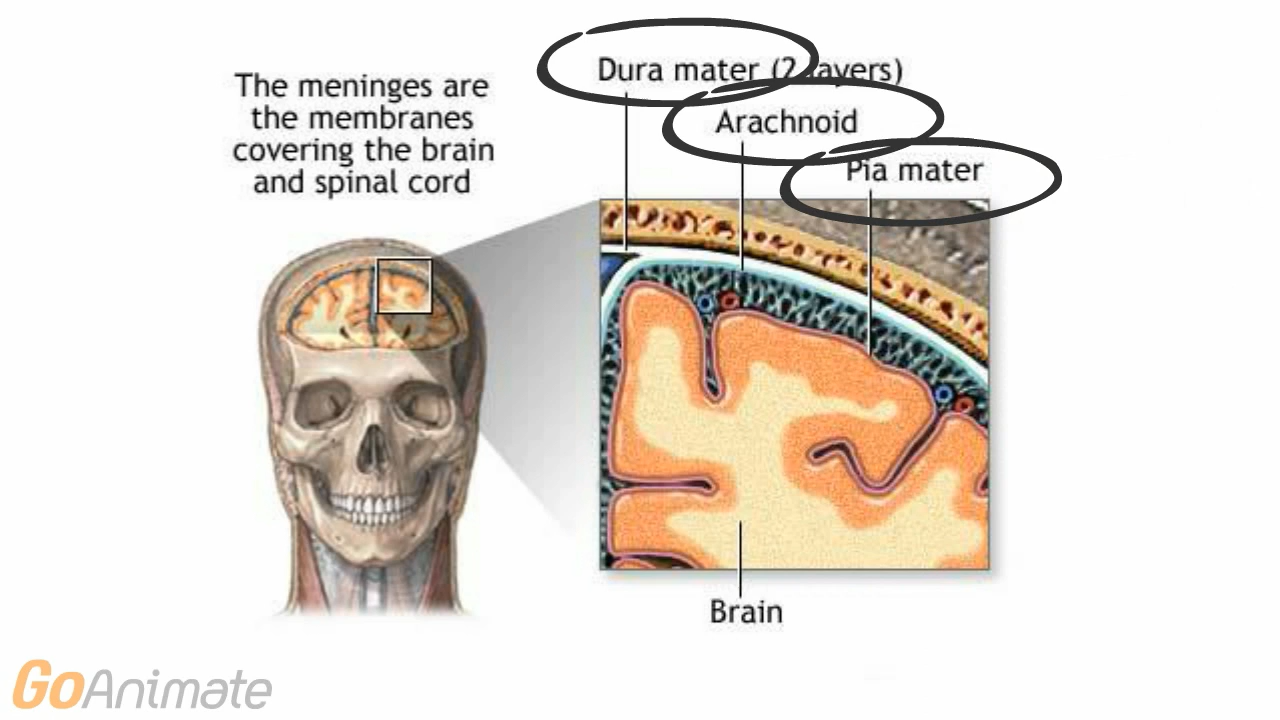 The meninges are
the membranes
covering the brain
and spinal cord
Dura mater (2 layers)
Arachnoid
Pia mater
Brain
GoAnimate